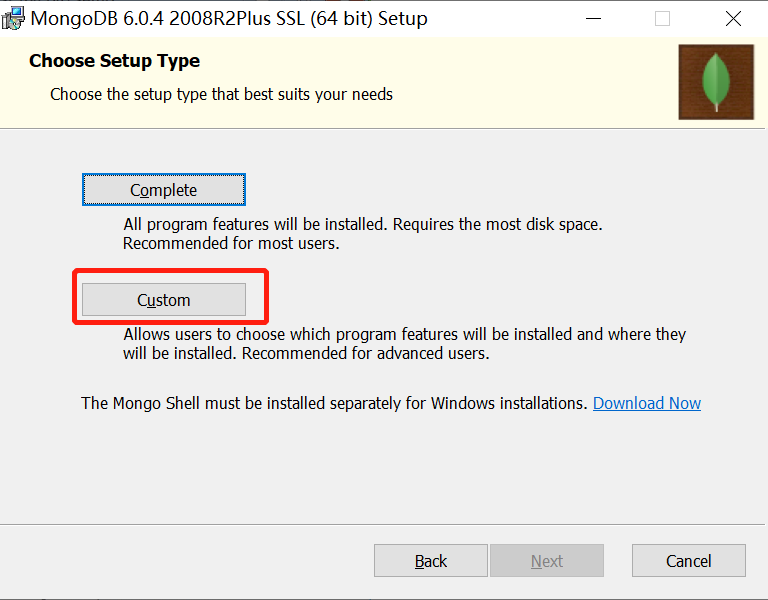 MongoDB 6.0.4 2008R2Plus SSL (64 bit) Setup
Choose Setup Type
Choose the setup type that best suits your needs
Complete
All program features will be installed. Requires the most disk space.
Recommended for most users.
Custom
Allows users to choose which program features will be installed and where they
will be installed. Recommended for advanced users.
The Mongo Shell must be installed separately for Windows installations. Download Now
Back
Next
Cancel